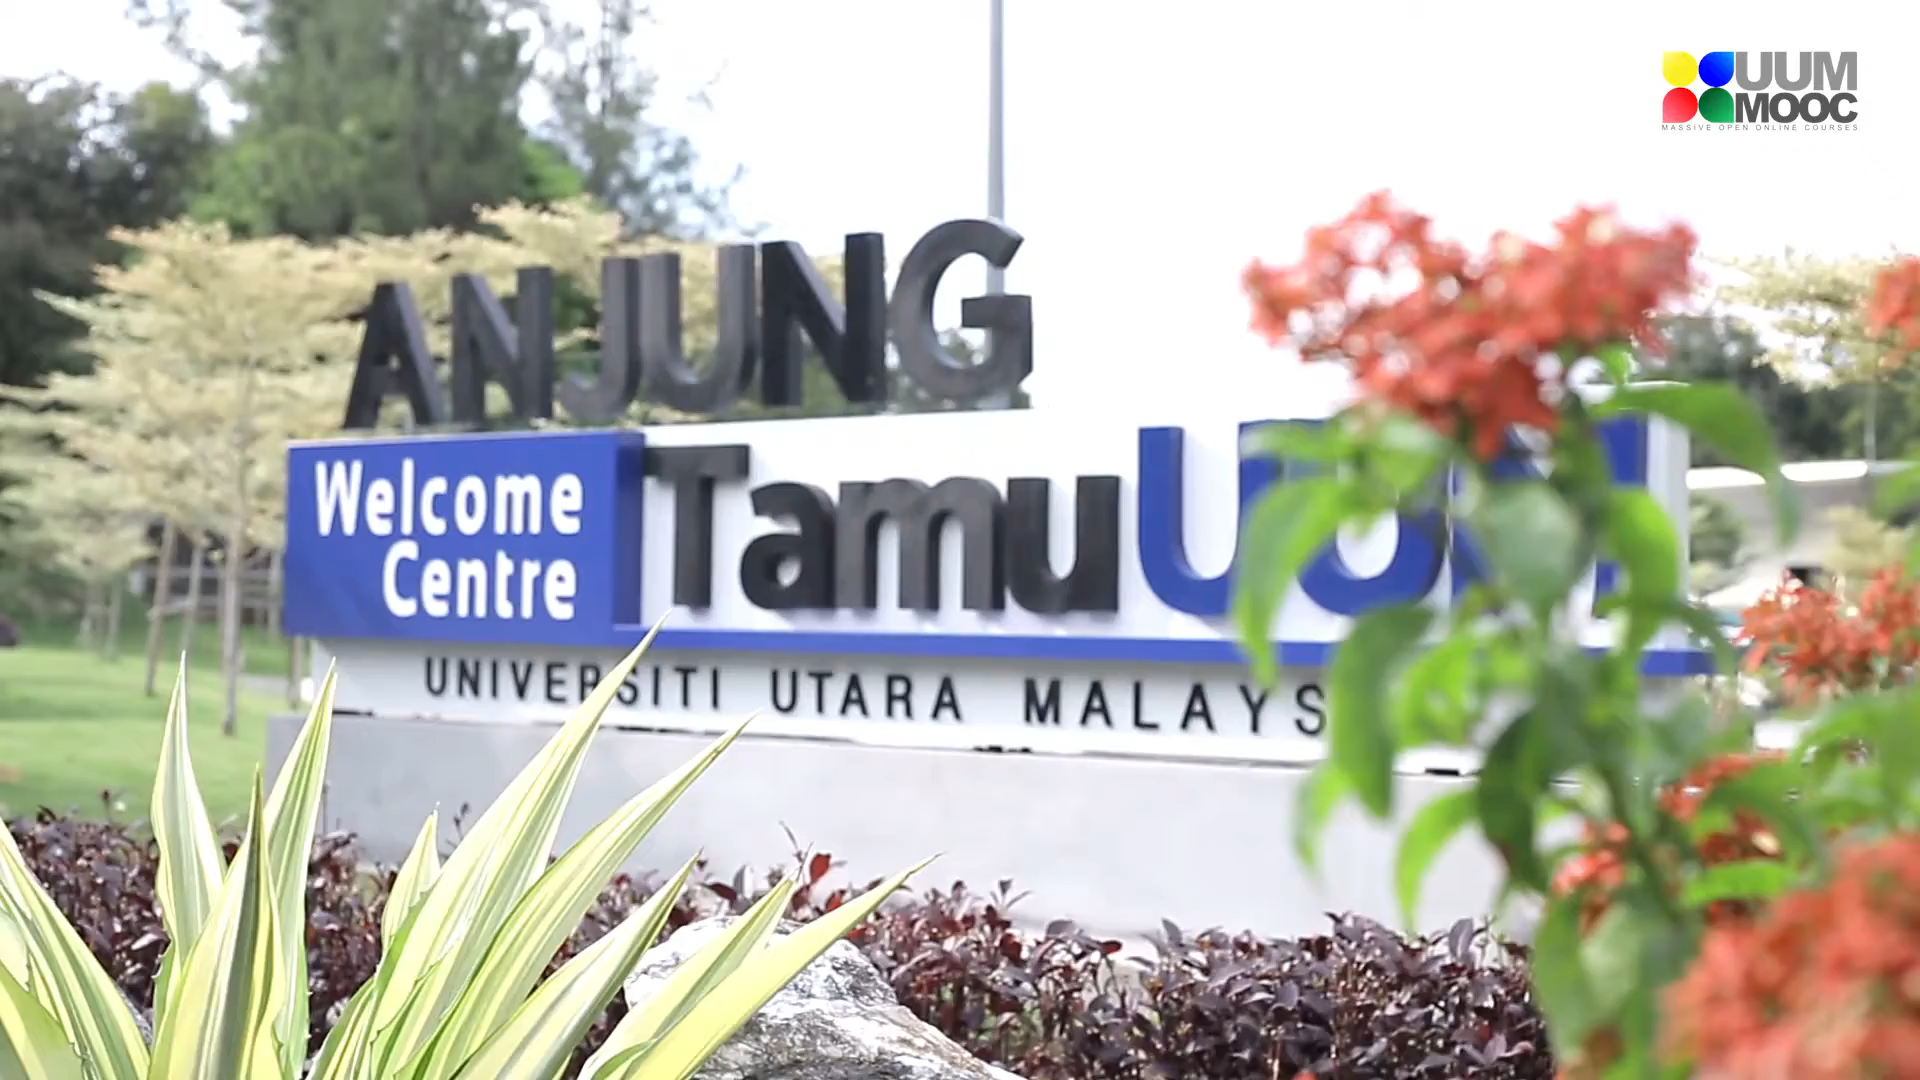 UUM
MOOC
MASSIVE OPEN ONLINE COURSES
ANJUNG
Welcome
Centre
Tamu
UNIVERSITI UTARA